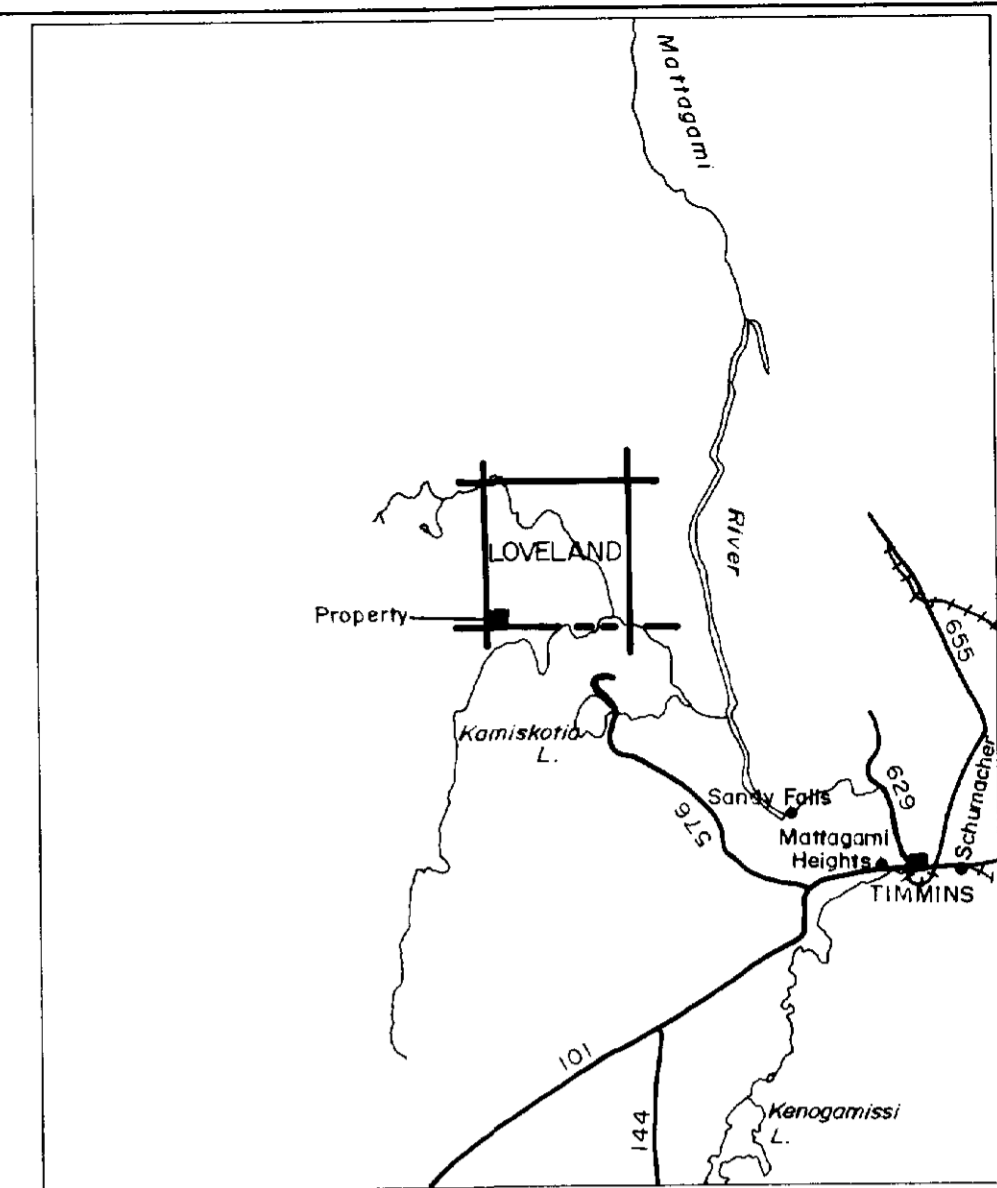 Mattagami
River
LOVELAND
Property
655
Kamiskotia
L.
629
Schumacher
Sandy Falls
576
Mattagami
Heights
TIMMINS
101
144
Kenogamissi
L.